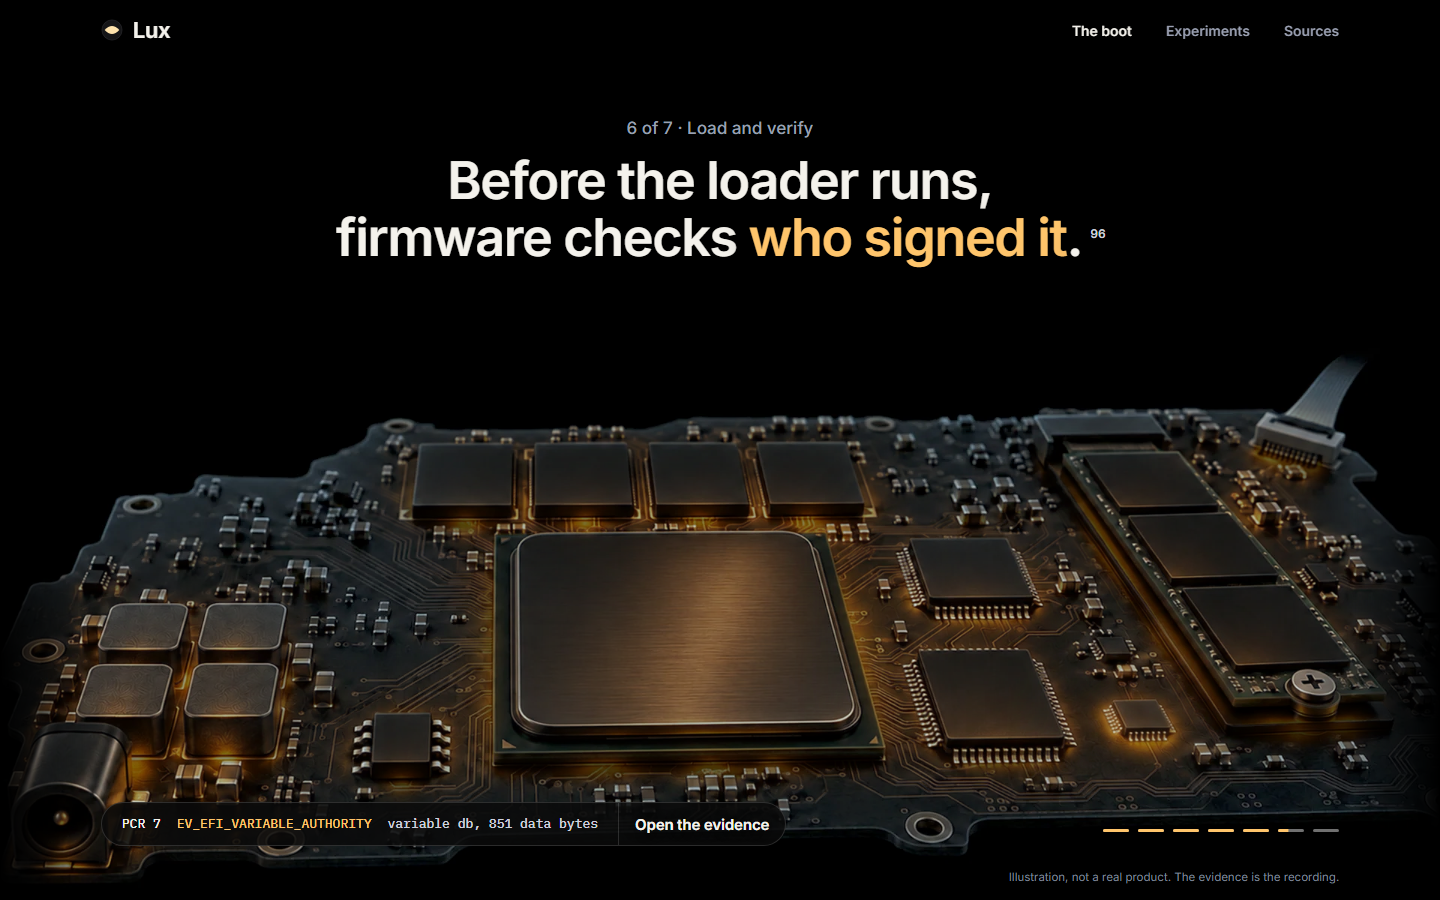 Lux
The boot
Experiments
Sources
6 of 7 · Load and verify
Before the loader runs,
firmware checks who signed it. 96
PCR 7 EV_EFI_VARIABLE_AUTHORITY variable db, 851 data bytes
Open the evidence
Illustration, not a real product. The evidence is the recording.